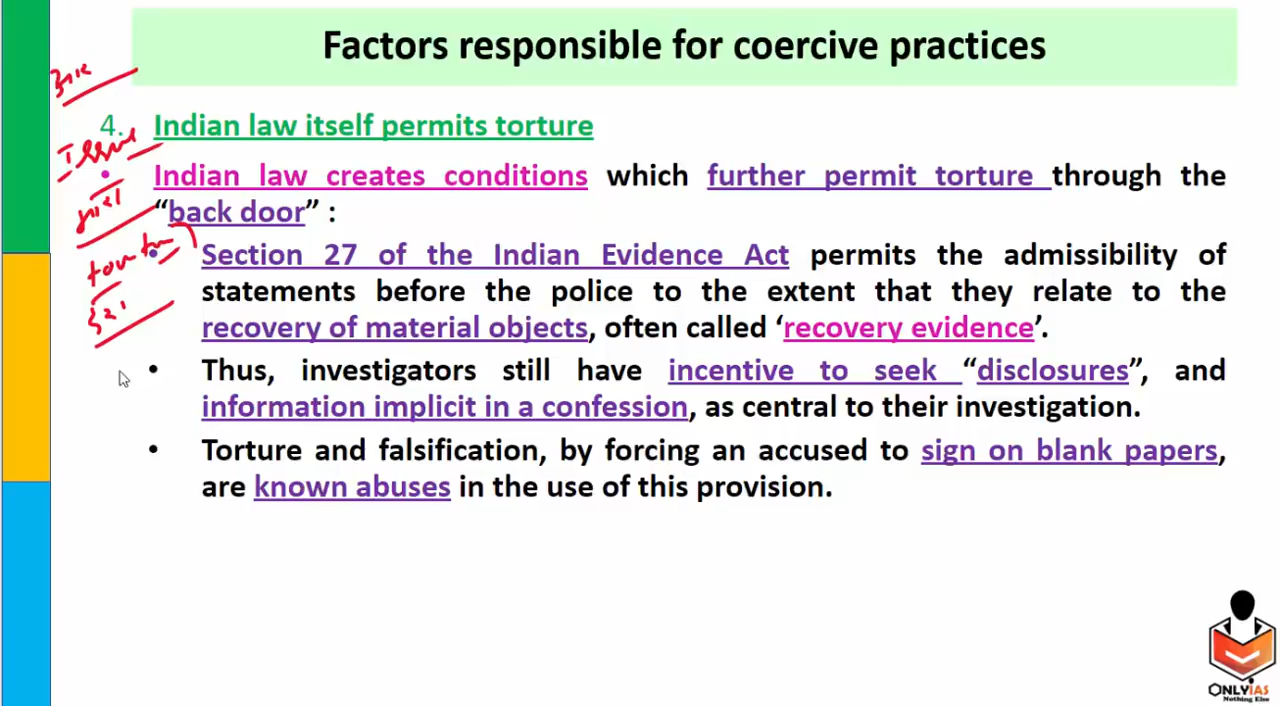 Factors responsible for coercive practices
4. Indian law itself permits torture
Issue
• Indian law creates conditions which further permit torture through the
“back door” :
• Section 27 of the Indian Evidence Act permits the admissibility of
statements before the police to the extent that they relate to the
recovery of material objects, often called ‘recovery evidence’.
• Thus, investigators still have incentive to seek “disclosures”, and
information implicit in a confession, as central to their investigation.
• Torture and falsification, by forcing an accused to sign on blank papers,
are known abuses in the use of this provision.
ONLYIAS
Nothing Else